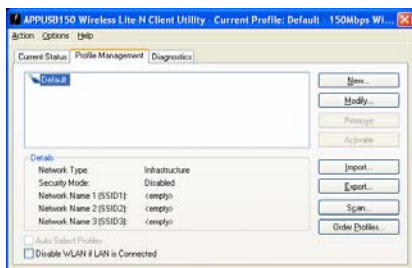 APPUSB150 Wireless Lite-N Client Utility - Current Profile: Default - 150Mbps Wi...
Action Options Help
Current Status Profile Management Diagnostics
Default
New...
Modify...
Remove
Activate
Details
Network Type: Infrastructure
Security Mode: Disabled
Network Name 1 (SSID1): <empty>
Network Name 2 (SSID2): <empty>
Network Name 3 (SSID3): <empty>
Import...
Export...
Scan...
Order Profiles...
Auto Select Profiles
Disable WLAN if LAN is Connected